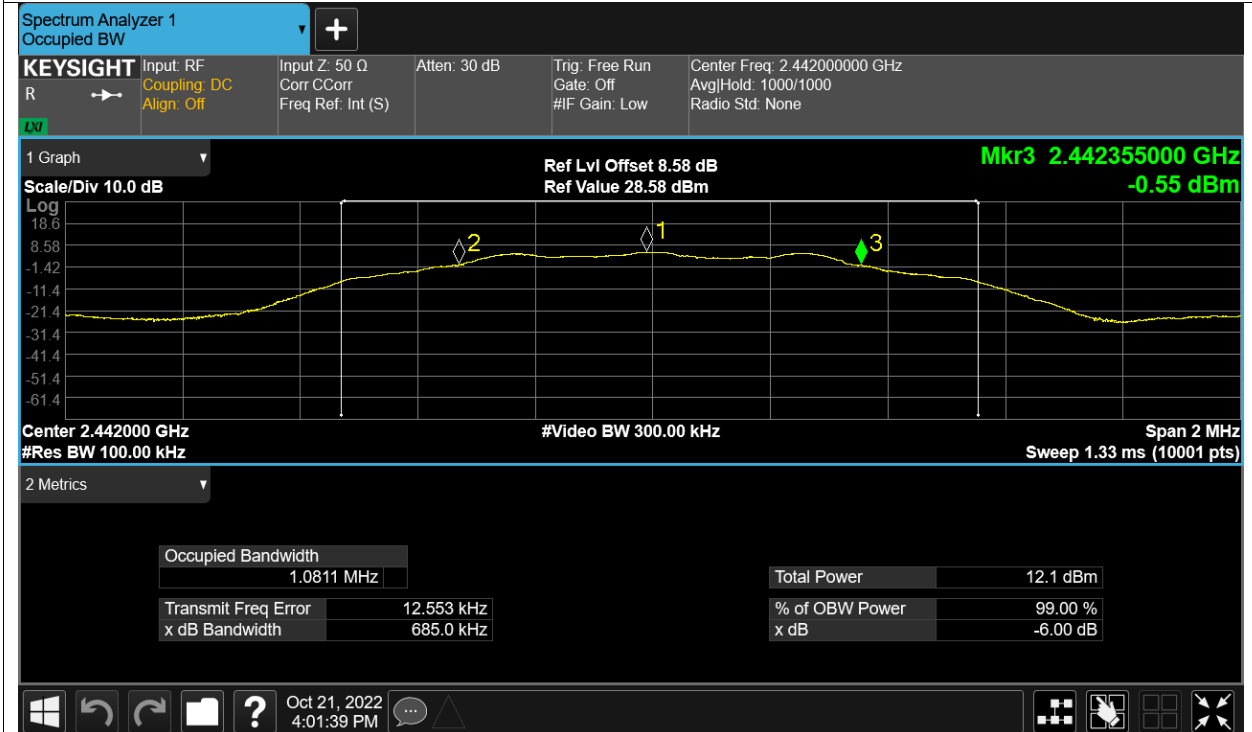 Spectrum Analyzer 1
Occupied BW
+
KEYSIGHT Input: RF Input Z: 50 Ω Atten: 30 dB Trig: Free Run Center Freq: 2.442000000 GHz
R Coupling: DC Corr CCorr Gate: Off Avg|Hold: 1000/1000
Align: Off Freq Ref: Int (S) #IF Gain: Low Radio Std: None
LXI
1 Graph Ref Lvl Offset 8.58 dB Mkr3 2.442355000 GHz
Scale/Div 10.0 dB Ref Value 28.58 dBm -0.55 dBm
Log
18.6
8.58
-1.42
-11.4
-21.4
-31.4
-41.4
-51.4
-61.4
2
1
3
Center 2.442000 GHz #Video BW 300.00 kHz Span 2 MHz
#Res BW 100.00 kHz Sweep 1.33 ms (10001 pts)
2 Metrics
Occupied Bandwidth
1.0811 MHz Total Power 12.1 dBm
Transmit Freq Error 12.553 kHz % of OBW Power 99.00 %
x dB Bandwidth 685.0 kHz x dB -6.00 dB
? Oct 21, 2022
4:01:39 PM